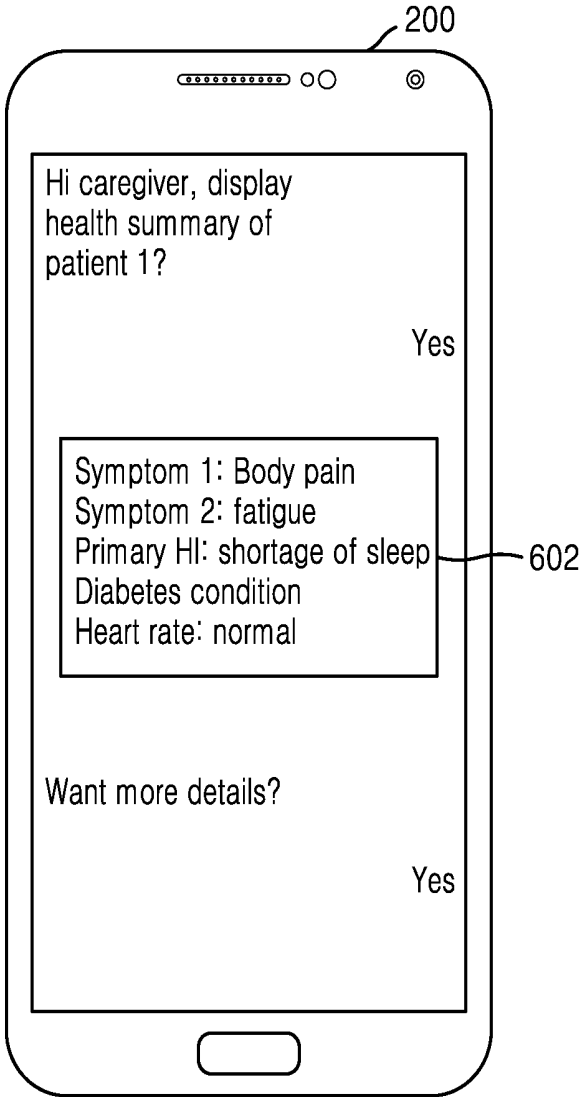 200
Hi caregiver, display
health summary of
patient 1?
Yes
Symptom 1: Body pain
Symptom 2: fatigue
Primary HI: shortage of sleep
602
Diabetes condition
Heart rate: normal
Want more details?
Yes